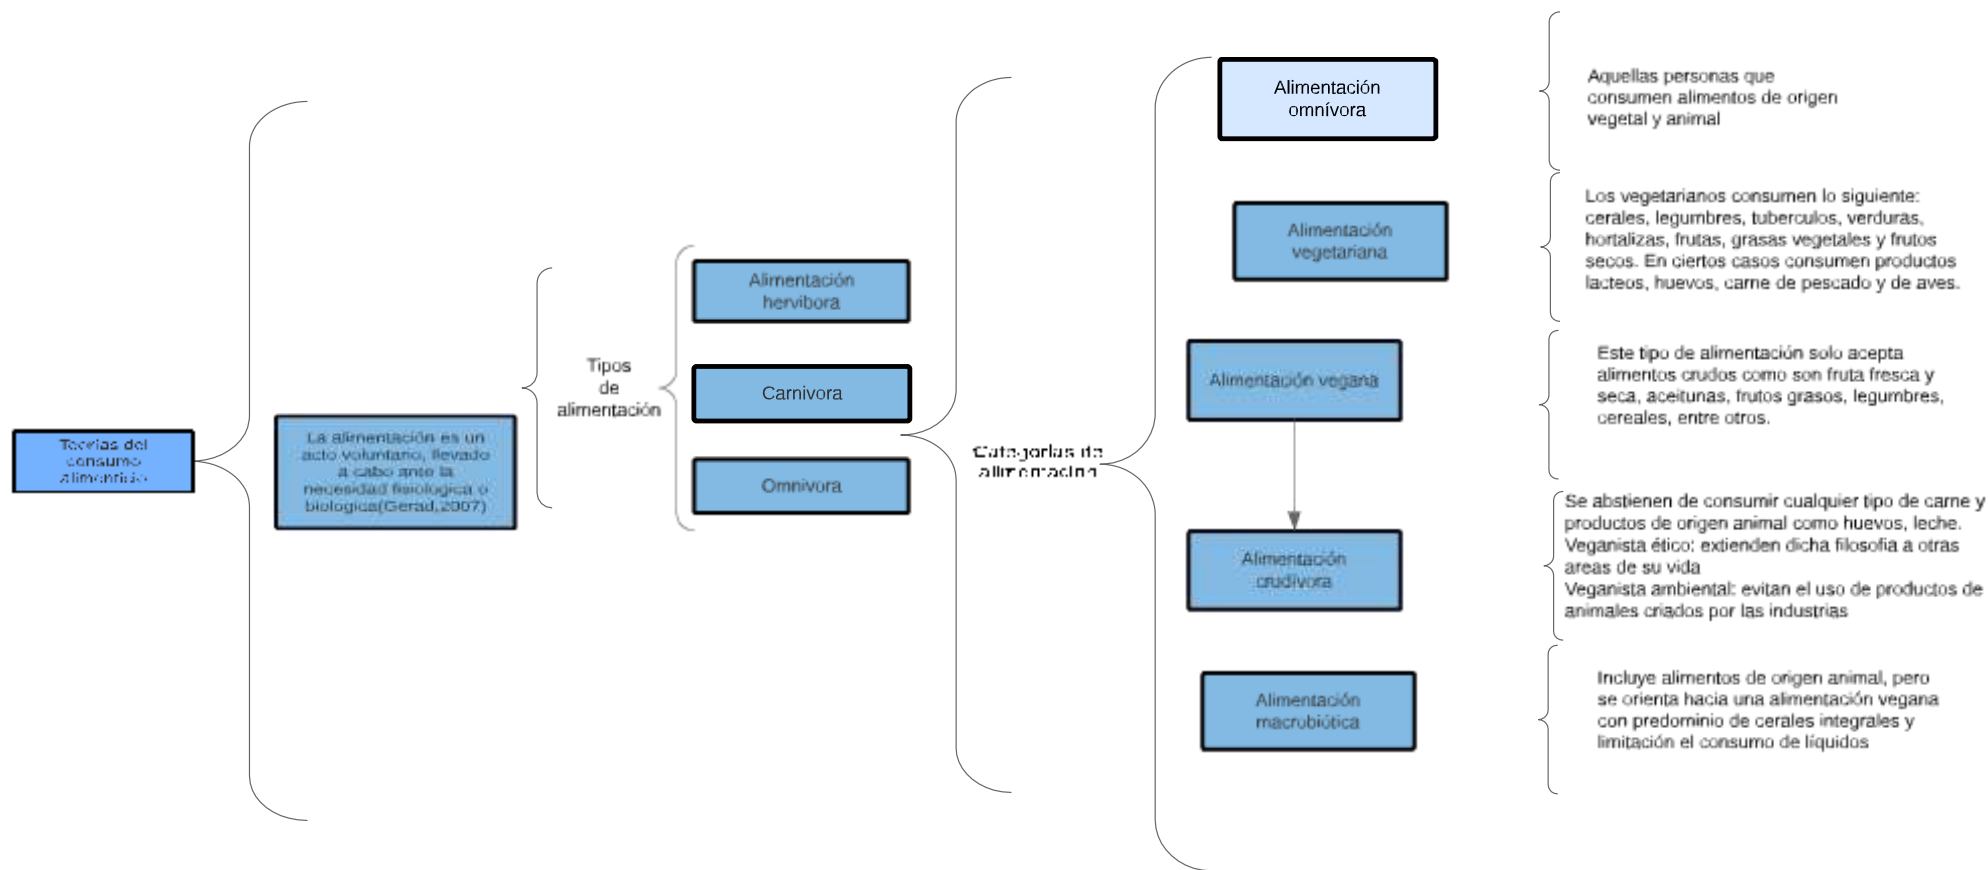 Teorías del
consumo
alimenticio
La alimentación es un
acto voluntario, llevado
a cabo ante la
necesidad fisiologica o
biologica(Gerad,2007)
Tipos
de
alimentación
Alimentación
hervibora
Carnivora
Omnivora
Categorías de
alimentación
Alimentación
omnívora
Aquellas personas que
consumen alimentos de origen
vegetal y animal
Alimentación
vegetariana
Los vegetarianos consumen lo siguiente:
cerales, legumbres, tuberculos, verduras,
hortalizas, frutas, grasas vegetales y frutos
secos. En ciertos casos consumen productos
lacteos, huevos, carne de pescado y de aves.
Alimentación vegana
Este tipo de alimentación solo acepta
alimentos crudos como son fruta fresca y
seca, aceitunas, frutos grasos, legumbres,
cereales, entre otros.
Alimentación
crudívora
Se abstienen de consumir cualquier tipo de carne y
productos de origen animal como huevos, leche.
Veganista ético: extienden dicha filosofia a otras
areas de su vida
Veganista ambiental: evitan el uso de productos de
animales criados por las industrias
Alimentación
macrobiótica
Incluye alimentos de origen animal, pero
se orienta hacia una alimentación vegana
con predominio de cerales integrales y
limitación el consumo de líquidos